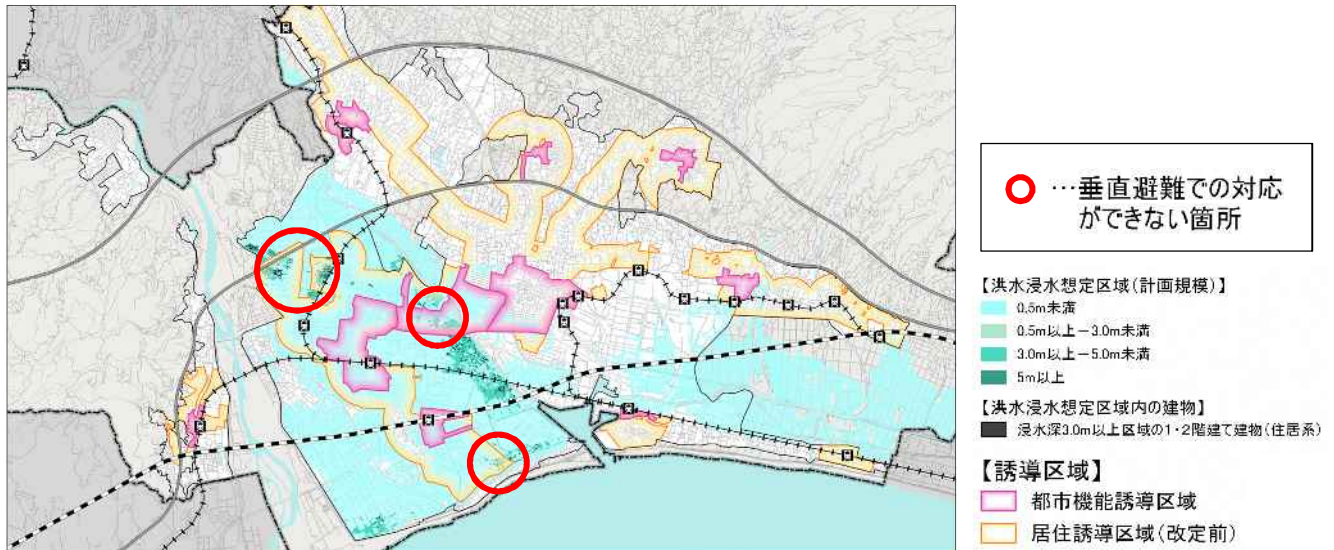 …垂直避難での対応
ができない箇所
【洪水浸水想定区域(計画規模)】
0.5m未満
0.5m以上－3.0m未満
3.0m以上－5.0m未満
5m以上
【洪水浸水想定区域内の建物】
浸水深3.0m以上区域の1・2階建て建物(住居系)
【誘導区域】
都市機能誘導区域
居住誘導区域(改定前)